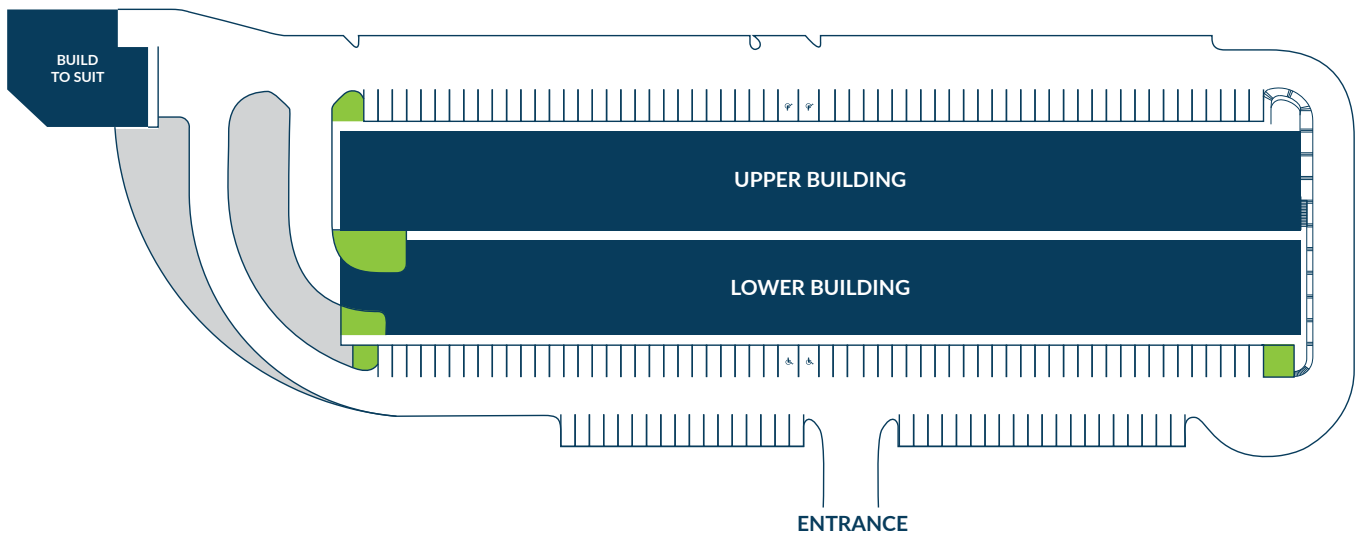 BUILD
TO SUIT
UPPER BUILDING
LOWER BUILDING
ENTRANCE